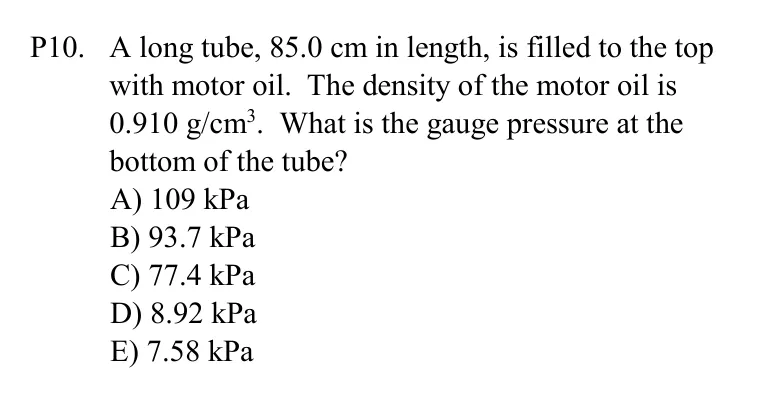 P10. A long tube, 85.0 cm in length, is filled to the top
with motor oil. The density of the motor oil is
0.910 g/cm³. What is the gauge pressure at the
bottom of the tube?
A) 109 kPa
B) 93.7 kPa
C) 77.4 kPa
D) 8.92 kPa
E) 7.58 kPa